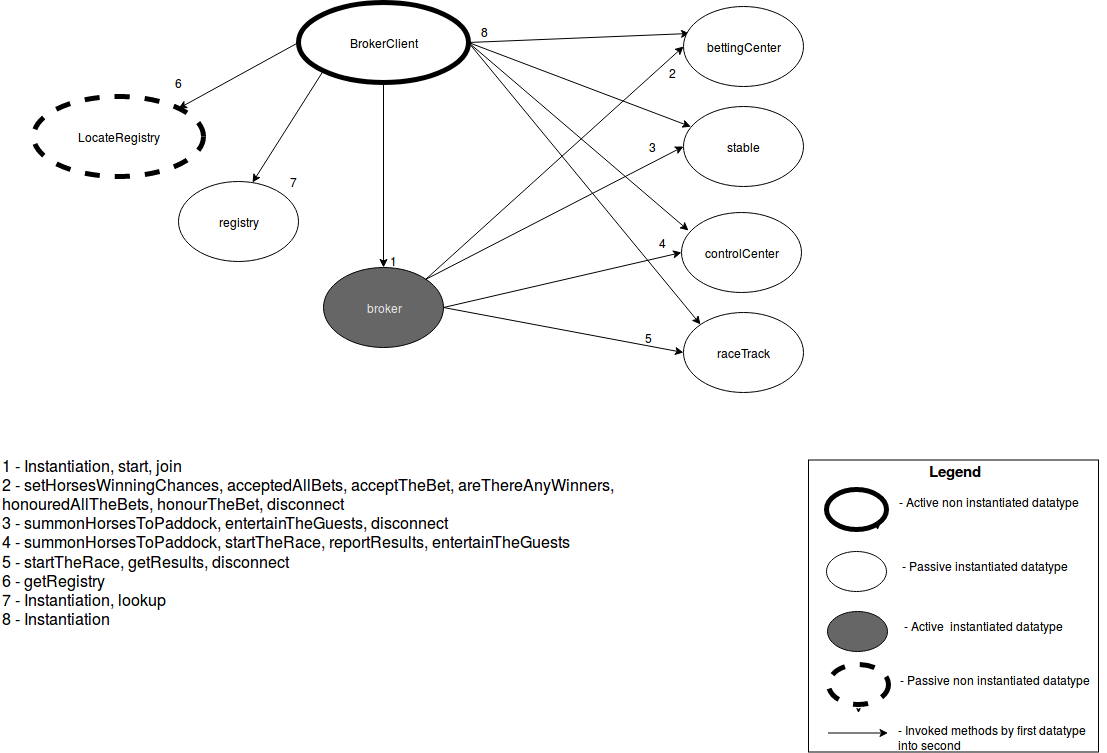 BrokerClient
8
bettingCenter
2
6
LocateRegistry
3
stable
7
registry
4
controlCenter
1
broker
5
raceTrack
1 - Instantiation, start, join
2 - setHorsesWinningChances, acceptedAllBets, acceptTheBet, areThereAnyWinners,
honouredAllTheBets, honourTheBet, disconnect
3 - summonHorsesToPaddock, entertainTheGuests, disconnect
4 - summonHorsesToPaddock, startTheRace, reportResults, entertainTheGuests
5 - startTheRace, getResults, disconnect
6 - getRegistry
7 - Instantiation, lookup
8 - Instantiation
Legend
- Active non instantiated datatype
- Passive instantiated datatype
- Active instantiated datatype
- Passive non instantiated datatype
- Invoked methods by first datatype
into second